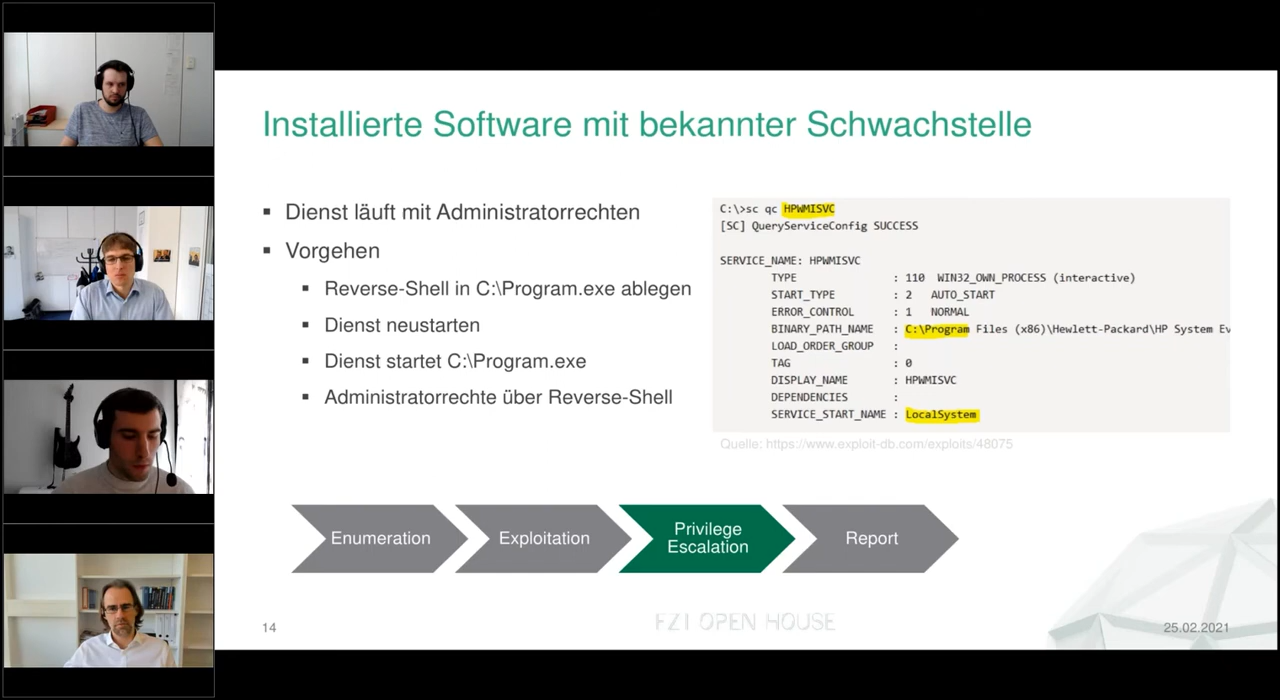 Installierte Software mit bekannter Schwachstelle
▪ Dienst läuft mit Administratorrechten
▪ Vorgehen
▪ Reverse-Shell in C:\Program.exe ablegen
▪ Dienst neustarten
▪ Dienst startet C:\Program.exe
▪ Administratorrechte über Reverse-Shell
C:\>sc qc HPWMISVC
[SC] QueryServiceConfig SUCCESS
SERVICE_NAME: HPWMISVC
TYPE : 110 WIN32_OWN_PROCESS (interactive)
START_TYPE : 2 AUTO_START
ERROR_CONTROL : 1 NORMAL
BINARY_PATH_NAME : C:\Program Files (x86)\Hewlett-Packard\HP System Ev
LOAD_ORDER_GROUP :
TAG : 0
DISPLAY_NAME : HPWMISVC
DEPENDENCIES :
SERVICE_START_NAME : LocalSystem
Quelle: https://www.exploit-db.com/exploits/48075
Enumeration
Exploitation
Privilege
Escalation
Report
14
FZI OPEN HOUSE
25.02.2021